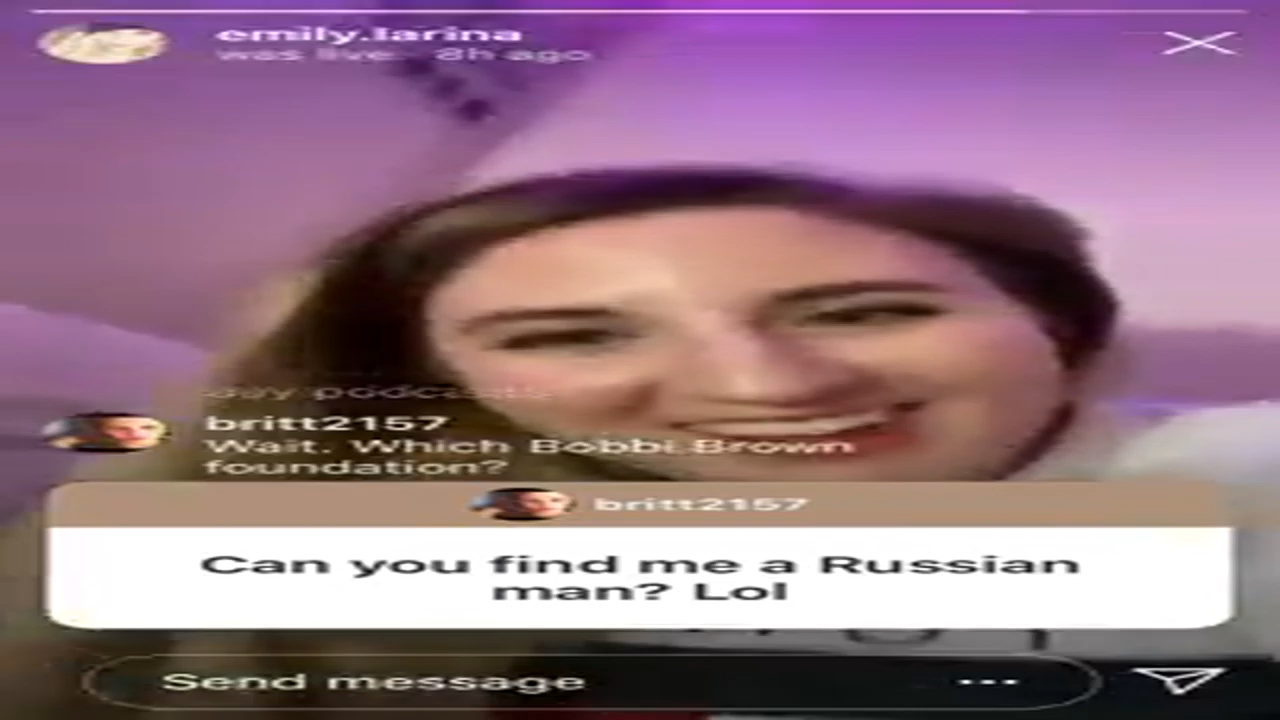 emily.larina
was live 8h ago
britt2157
Wait. Which Bobbi Brown
foundation?
britt2157
Can you find me a Russian
man? Lol
Send message